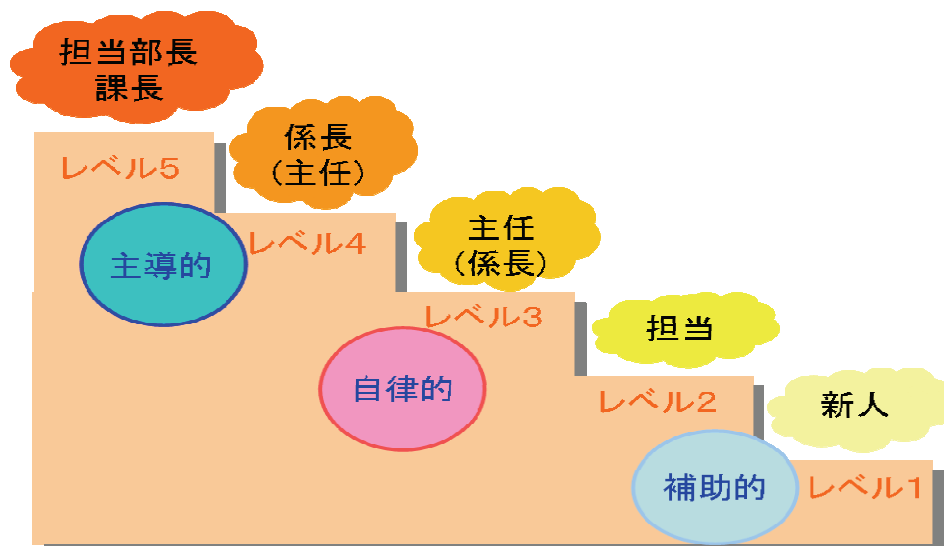 担当部長
課長
レベル5
係長
(主任)
主導的
レベル4
主任
(係長)
レベル3
自律的
担当
レベル2
新人
補助的
レベル1